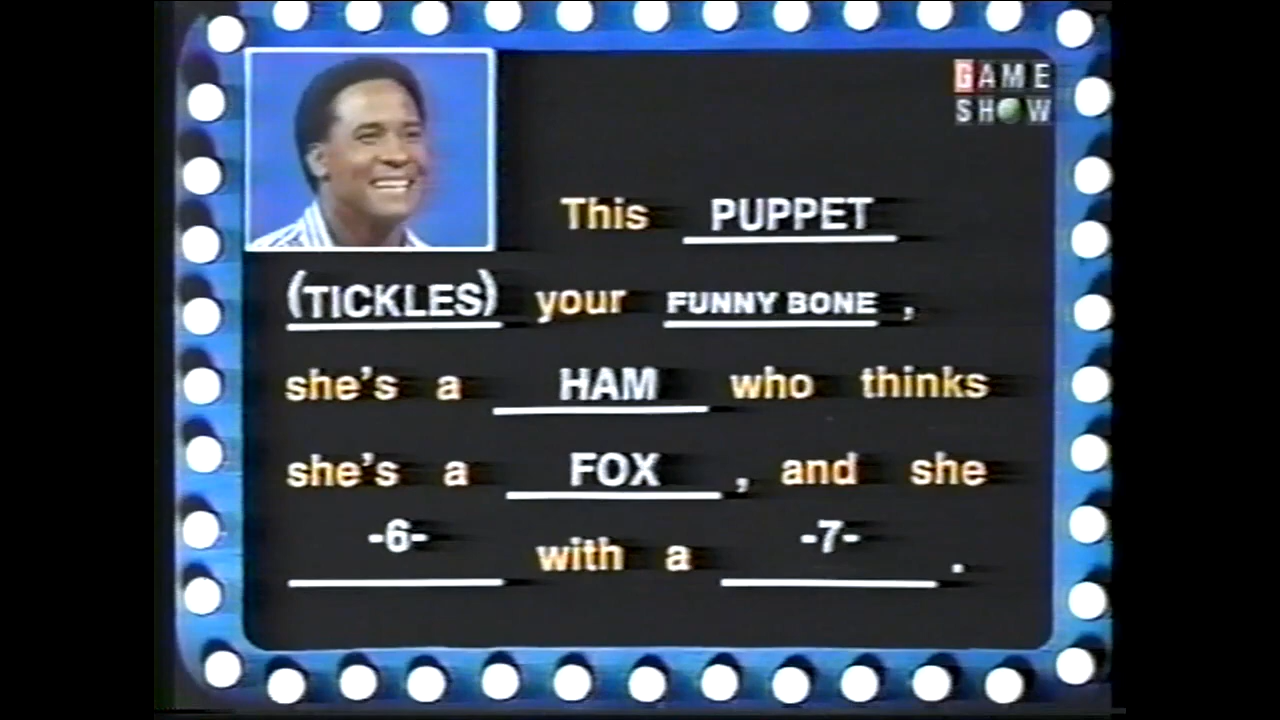 GAME
SHOW
This PUPPET
(TICKLES) your FUNNY BONE ,
she's a HAM who thinks
she's a FOX , and she
-6- with a -7- .